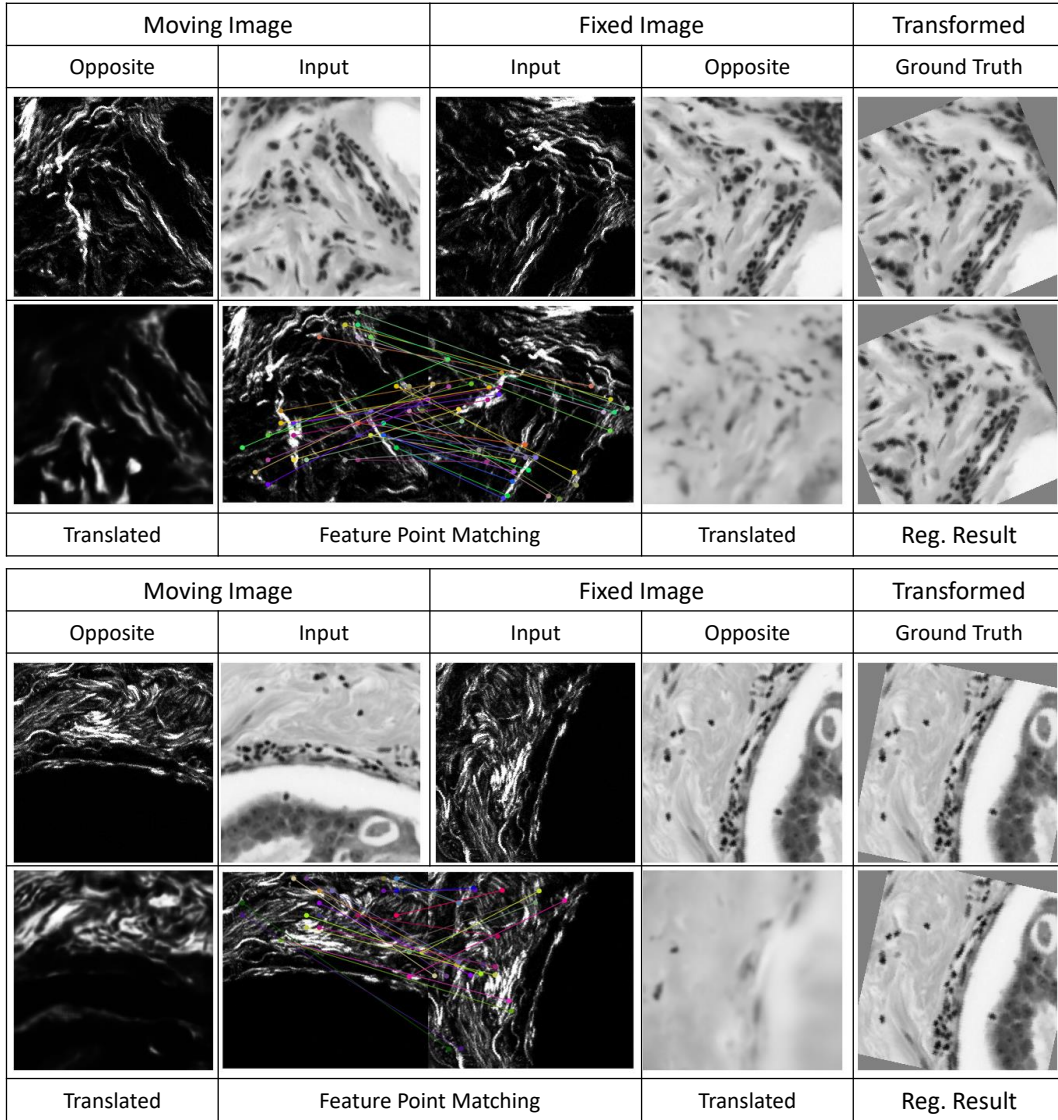 Moving Image Fixed Image Transformed
Opposite Input Input Opposite Ground Truth
Translated Feature Point Matching Translated Reg. Result
Moving Image Fixed Image Transformed
Opposite Input Input Opposite Ground Truth
Translated Feature Point Matching Translated Reg. Result